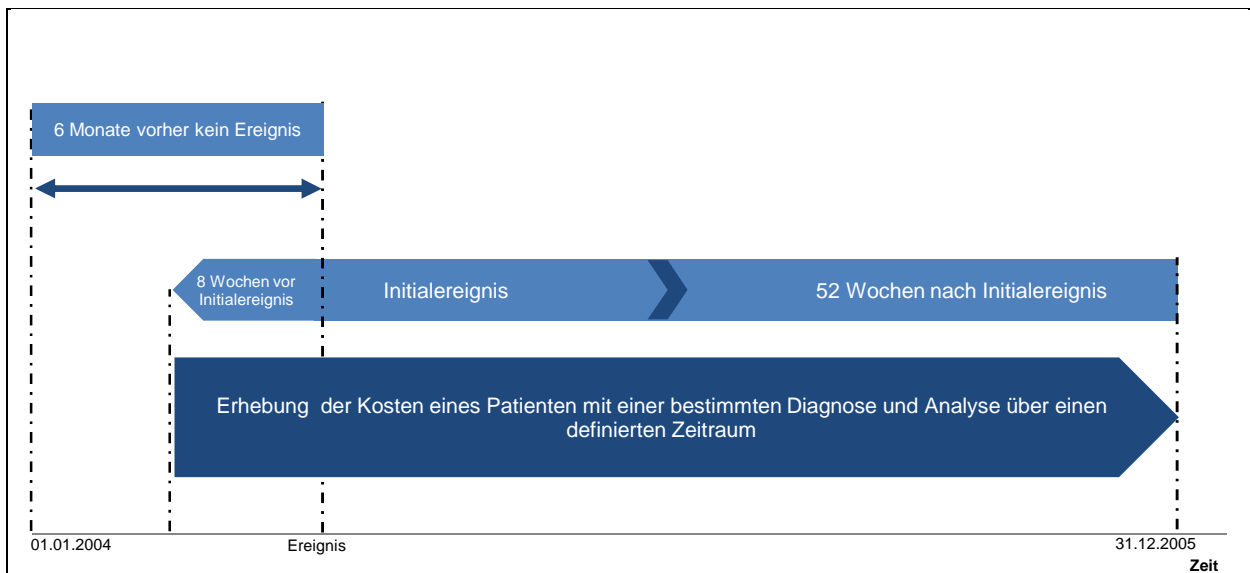 6 Monate vorher kein Ereignis
8 Wochen vor
Initialereignis
Initialereignis
52 Wochen nach Initialereignis
Erhebung der Kosten eines Patienten mit einer bestimmten Diagnose und Analyse über einen
definierten Zeitraum
01.01.2004
Ereignis
31.12.2005
Zeit